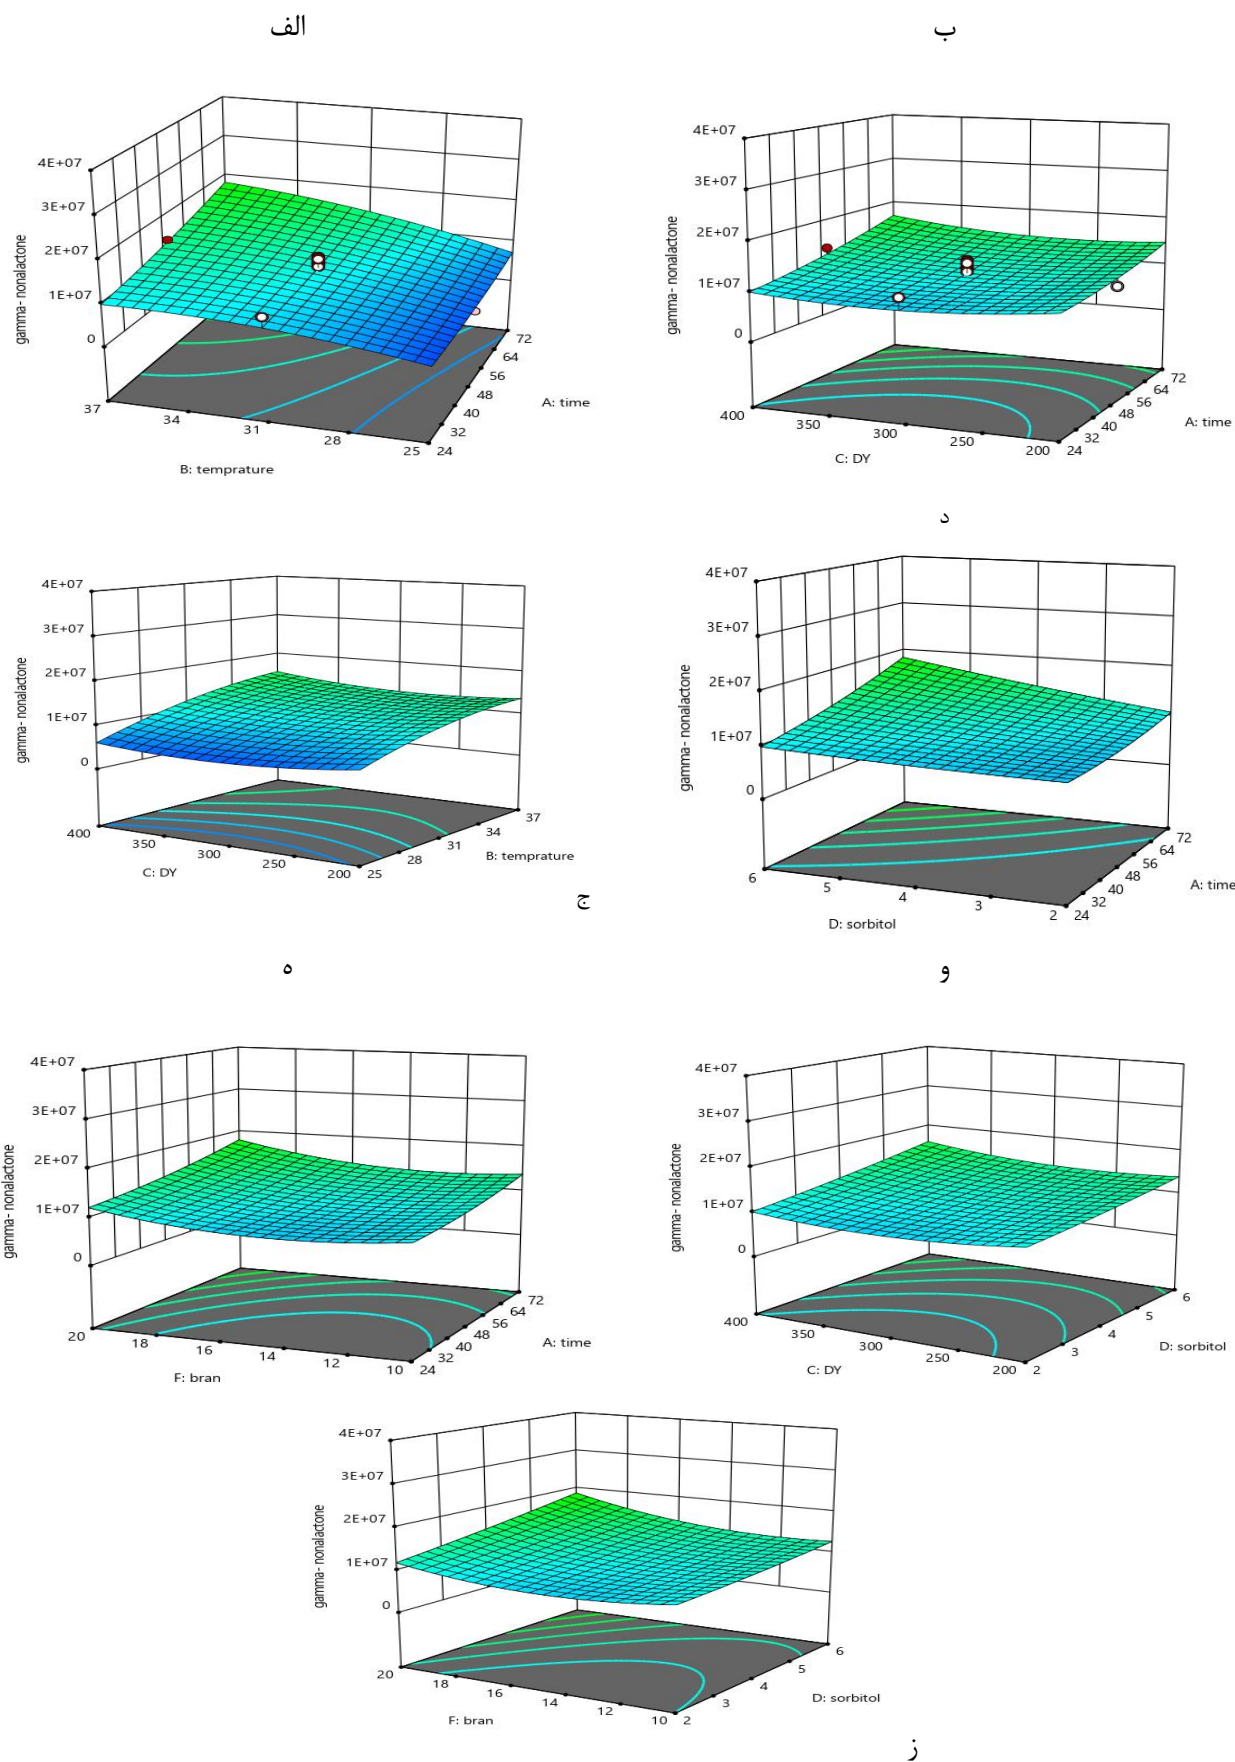 الف
ب
4E+07
3E+07
2E+07
1E+07
0
gamma- nonalactone
37
34
31
28
25
B: temprature
24
32
40
48
56
64
72
A: time
4E+07
3E+07
2E+07
1E+07
0
gamma- nonalactone
400
350
300
250
200
C: DY
24
32
40
48
56
64
72
A: time
د
4E+07
3E+07
2E+07
1E+07
0
gamma- nonalactone
400
350
300
250
200
C: DY
25
28
31
34
37
B: temprature
ج
4E+07
3E+07
2E+07
1E+07
0
gamma- nonalactone
6
5
4
3
2
D: sorbitol
24
32
40
48
56
64
72
A: time
ه
و
4E+07
3E+07
2E+07
1E+07
0
gamma- nonalactone
20
18
16
14
12
10
F: bran
24
32
40
48
56
64
72
A: time
4E+07
3E+07
2E+07
1E+07
0
gamma- nonalactone
400
350
300
250
200
C: DY
2
3
4
5
6
D: sorbitol
4E+07
3E+07
2E+07
1E+07
0
gamma- nonalactone
20
18
16
14
12
10
F: bran
2
3
4
5
6
D: sorbitol
ز